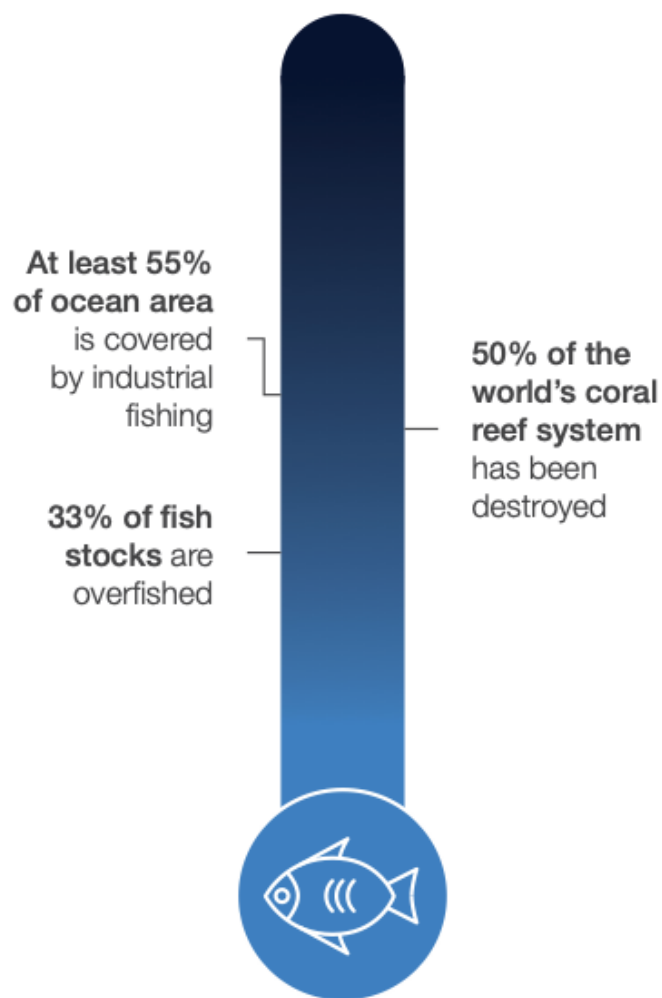 At least 55%
of ocean area
is covered
by industrial
fishing
50% of the
world's coral
reef system
has been
destroyed
33% of fish
stocks are
overfished